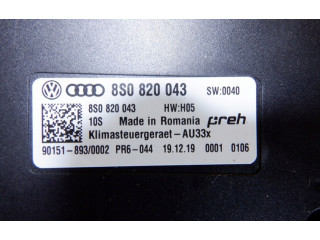 8S0 820 043 SW:0040
8S0 820 043 HW:H05
10S Made in Romania preh
Klimasteuergeraet-AU33x
90151-893/0002 PR6-044 19.12.19 0001 0106